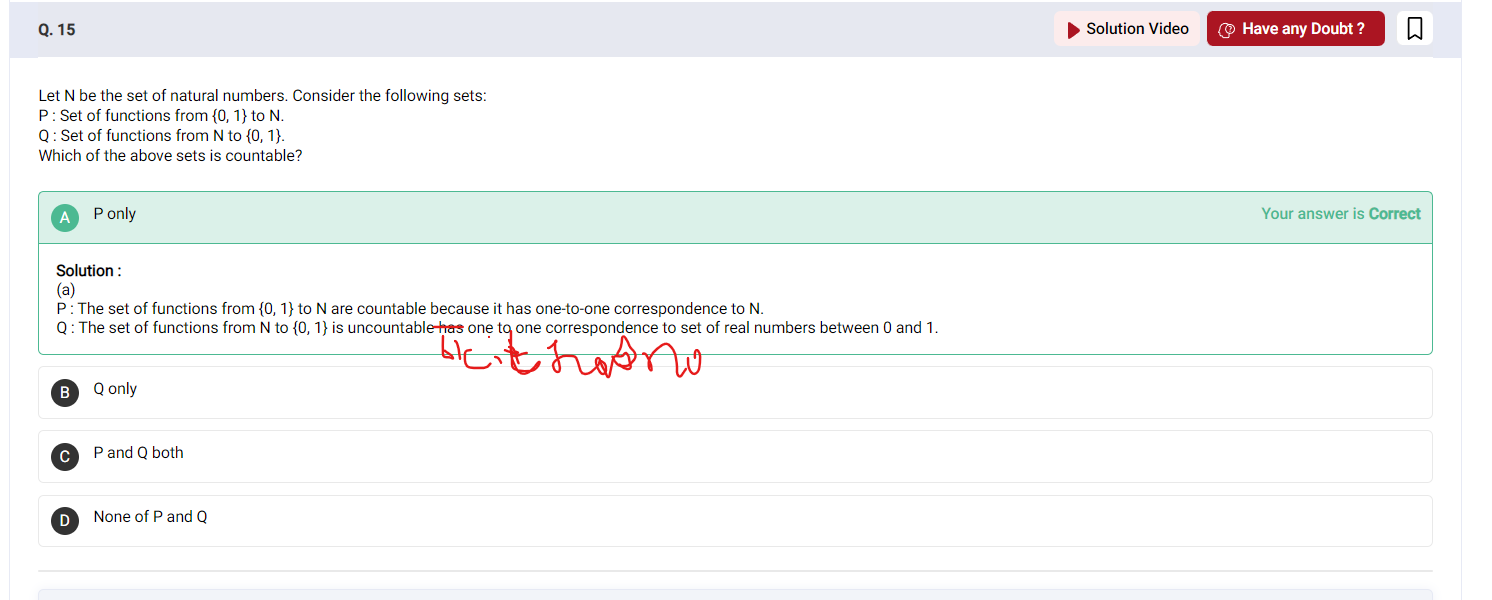 Q. 15
Solution Video
Have any Doubt ?
Let N be the set of natural numbers. Consider the following sets:
P : Set of functions from {0, 1} to N.
Q : Set of functions from N to {0, 1}.
Which of the above sets is countable?
A
P only
Your answer is Correct
Solution :
(a)
P : The set of functions from {0, 1} to N are countable because it has one-to-one correspondence to N.
Q : The set of functions from N to {0, 1} is uncountable has one to one correspondence to set of real numbers between 0 and 1.
b/c it has no
B
Q only
C
P and Q both
D
None of P and Q